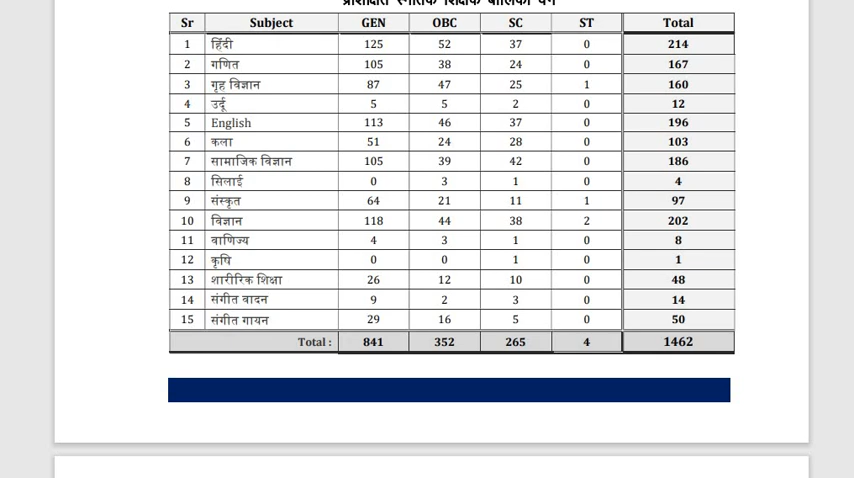 प्रशिक्षित स्नातक शिक्षक बालिका वर्ग
Sr Subject GEN OBC SC ST Total
1 हिंदी 125 52 37 0 214
2 गणित 105 38 24 0 167
3 गृह विज्ञान 87 47 25 1 160
4 उर्दू 5 5 2 0 12
5 English 113 46 37 0 196
6 कला 51 24 28 0 103
7 सामाजिक विज्ञान 105 39 42 0 186
8 सिलाई 0 3 1 0 4
9 संस्कृत 64 21 11 1 97
10 विज्ञान 118 44 38 2 202
11 वाणिज्य 4 3 1 0 8
12 कृषि 0 0 1 0 1
13 शारीरिक शिक्षा 26 12 10 0 48
14 संगीत वादन 9 2 3 0 14
15 संगीत गायन 29 16 5 0 50
Total : 841 352 265 4 1462